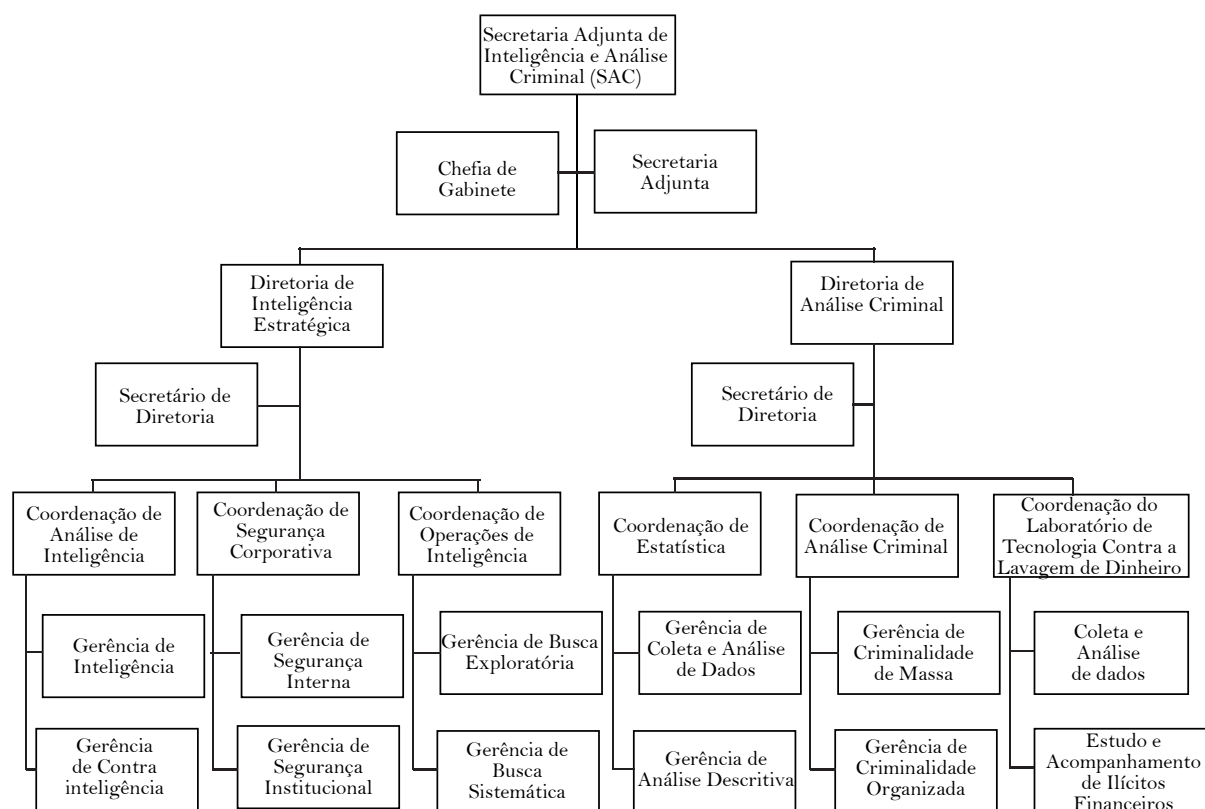 Secretaria Adjunta de
Inteligência e Análise
Criminal (SAC)
Chefia de
Gabinete
Secretaria
Adjunta
Diretoria de
Inteligência
Estratégica
Diretoria de
Análise Criminal
Secretário de
Diretoria
Secretário de
Diretoria
Coordenação de
Análise de
Inteligência
Coordenação de
Segurança
Corporativa
Coordenação de
Operações de
Inteligência
Coordenação de
Estatística
Coordenação de
Análise Criminal
Coordenação do
Laboratório de
Tecnologia Contra a
Lavagem de Dinheiro
Gerência de
Inteligência
Gerência de
Segurança
Interna
Gerência de Busca
Exploratória
Gerência de
Coleta e Análise
de Dados
Gerência de
Criminalidade
de Massa
Coleta e
Análise
de dados
Gerência
de Contra
inteligência
Gerência de
Segurança
Institucional
Gerência de
Busca
Sistemática
Gerência de
Análise Descritiva
Gerência de
Criminalidade
Organizada
Estudo e
Acompanhamento
de Ilícitos
Financeiros